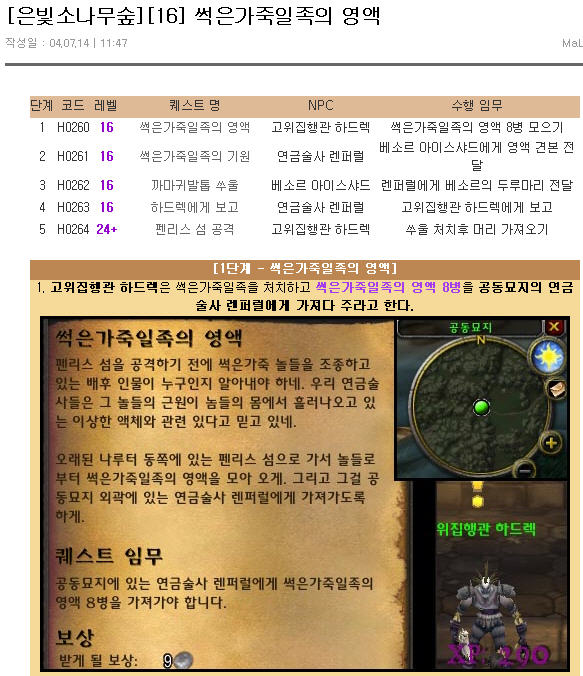 [은빛소나무숲][16] 썩은가죽일족의 영액
작성일 : 04,07,14 | 11:47 MaL
단계 코드 레벨 퀘스트 명 NPC 수행 임무
1 H0260 16 썩은가죽일족의 영액 고위집행관 하드렉 썩은가죽일족의 영액 8병 모으기
2 H0261 16 썩은가죽일족의 기원 연금술사 렌퍼럴 베소르 아이스샤드에게 영액 견본 전
달
3 H0262 16 까마귀발톱 쑤울 베소르 아이스샤드 렌퍼럴에게 베소르의 두루마리 전달
4 H0263 16 하드렉에게 보고 연금술사 렌퍼럴 고위집행관 하드렉에게 보고
5 H0264 24+ 펜리스 섬 공격 고위집행관 하드렉 쑤울 처치후 머리 가져오기
[1단계 - 썩은가죽일족의 영액]
1. 고위집행관 하드렉은 썩은가죽일족을 처치하고 썩은가죽일족의 영액 8병을 공동묘지의 연금
술사 렌퍼럴에게 가져다 주라고 한다.
썩은가죽일족의 영액
펜리스 섬을 공격하기 전에 썩은가죽 놀들을 조종하고
있는 배후 인물이 누구인지 알아내야 하네. 우리 연금술
사들은 그 놀들의 근원이 놈들의 몸에서 흘러나오고 있
는 이상한 액체와 관련 있다고 믿고 있네.
오래된 나루터 동쪽에 있는 펜리스 섬으로 가서 놀들로
부터 썩은가죽일족의 영액을 모아 오게. 그리고 그걸 공
동묘지 외곽에 있는 연금술사 렌퍼럴에게 가져가도록
하게.
퀘스트 임무
공동묘지에 있는 연금술사 렌퍼럴에게 썩은가죽일족의
영액 8병을 가져가야 합니다.
보상
받게 될 보상: 9
공동묘지
N
위집행관 하드렉
XP: 290